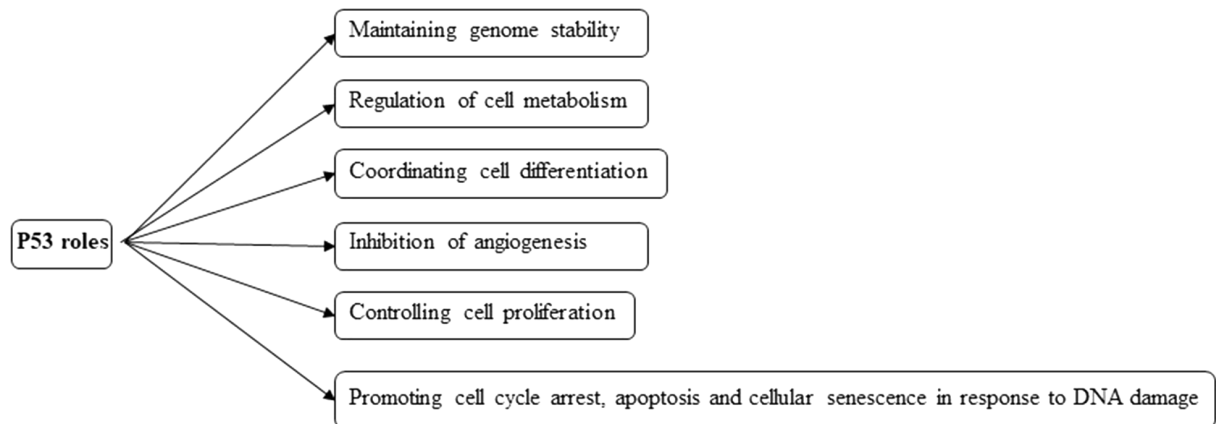 Maintaining genome stability
Regulation of cell metabolism
Coordinating cell differentiation
P53 roles
Inhibition of angiogenesis
Controlling cell proliferation
Promoting cell cycle arrest, apoptosis and cellular senescence in response to DNA damage